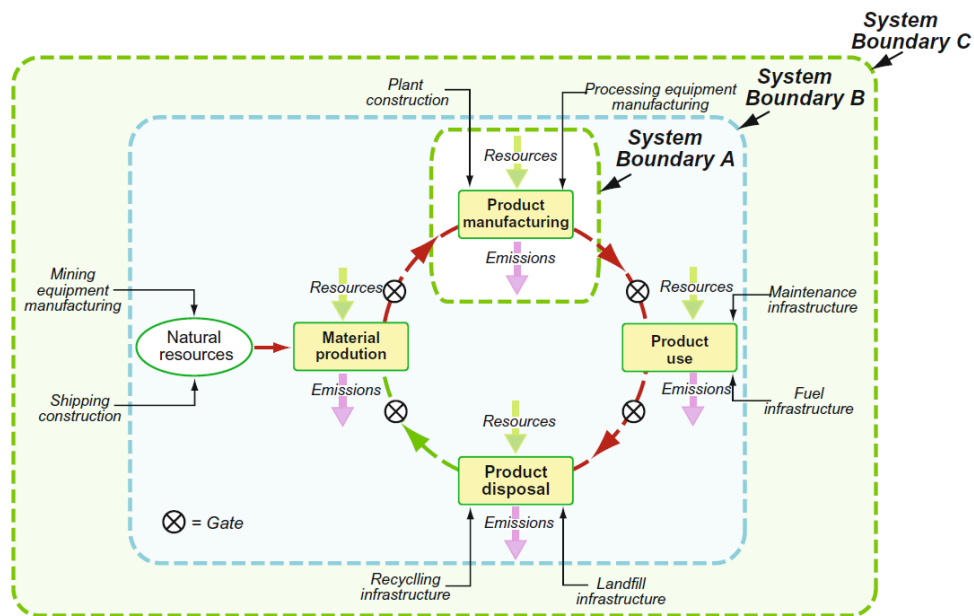 System
Boundary C
System
Boundary B
System
Boundary A
Plant
construction
Processing equipment
manufacturing
Resources
Product
manufacturing
Emissions
Mining
equipment
manufacturing
Natural
resources
Shipping
construction
Resources
Material
prodution
Emissions
Resources
Product
use
Emissions
Maintenance
infrastructure
Fuel
infrastructure
Resources
Product
disposal
Emissions
= Gate
Recyclling
infrastructure
Landfill
infrastructure